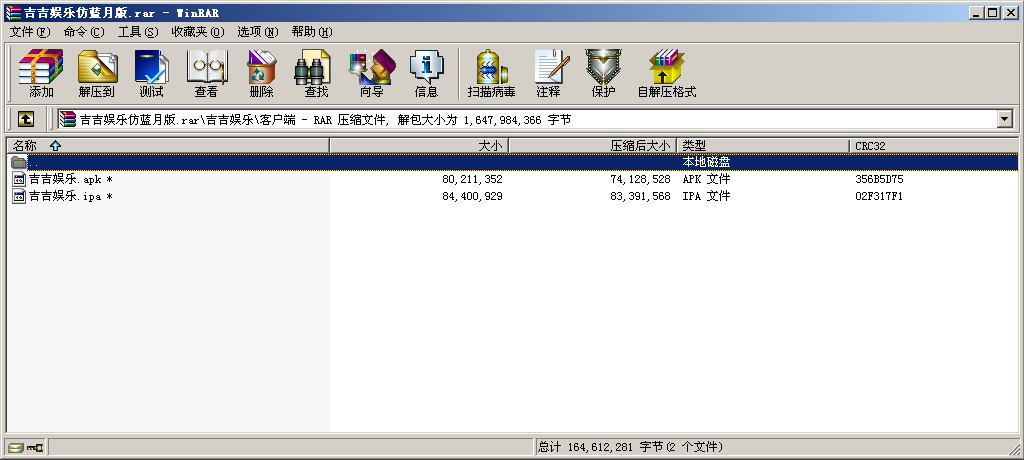 吉吉娱乐仿蓝月版.rar - WinRAR
文件(F) 命令(C) 工具(S) 收藏夹(O) 选项(N) 帮助(H)
添加 解压到 测试 查看 删除 查找 向导 信息 扫描病毒 注释 保护 自解压格式
吉吉娱乐仿蓝月版.rar\吉吉娱乐\客户端 - RAR 压缩文件, 解包大小为 1,647,984,366 字节
名称 大小 压缩后大小 类型 CRC32
.. 本地磁盘
吉吉娱乐.apk * 80,211,352 74,128,528 APK 文件 356B5D75
吉吉娱乐.ipa * 84,400,929 83,391,568 IPA 文件 02F317F1
总计 164,612,281 字节(2 个文件)